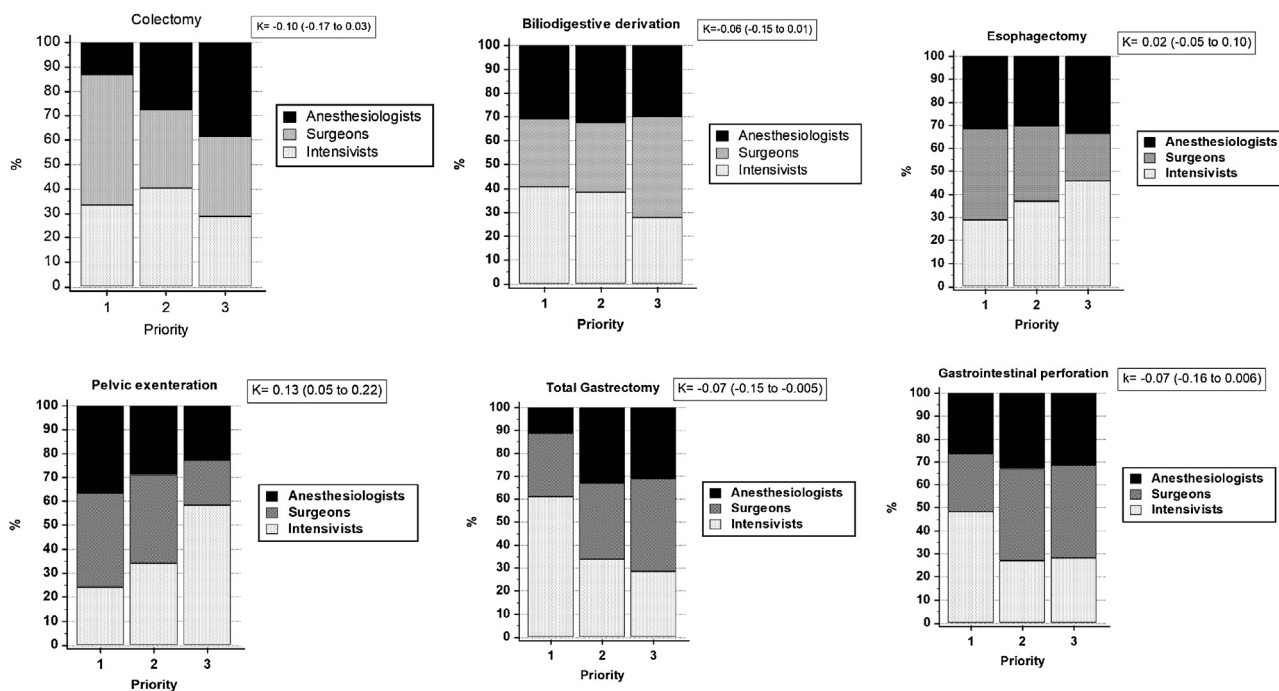 Colectomy
K= -0.10 (-0.17 to 0.03)
100
90
80
70
60
50
40
30
20
10
0
%
1 2 3
Priority
Anesthesiologists
Surgeons
Intensivists
Biliodigestive derivation
K=-0.06 (-0.15 to 0.01)
100
90
80
70
60
50
40
30
20
10
0
%
1 2 3
Priority
Anesthesiologists
Surgeons
Intensivists
Esophagectomy
K= 0.02 (-0.05 to 0.10)
100
90
80
70
60
50
40
30
20
10
0
%
1 2 3
Priority
Anesthesiologists
Surgeons
Intensivists
Pelvic exenteration
K= 0.13 (0.05 to 0.22)
100
90
80
70
60
50
40
30
20
10
0
%
1 2 3
Priority
Anesthesiologists
Surgeons
Intensivists
Total Gastrectomy
K= -0.07 (-0.15 to -0.005)
100
90
80
70
60
50
40
30
20
10
0
%
1 2 3
Priority
Anesthesiologists
Surgeons
Intensivists
Gastrointestinal perforation
k= -0.07 (-0.16 to 0.006)
100
90
80
70
60
50
40
30
20
10
0
%
1 2 3
Priority
Anesthesiologists
Surgeons
Intensivists